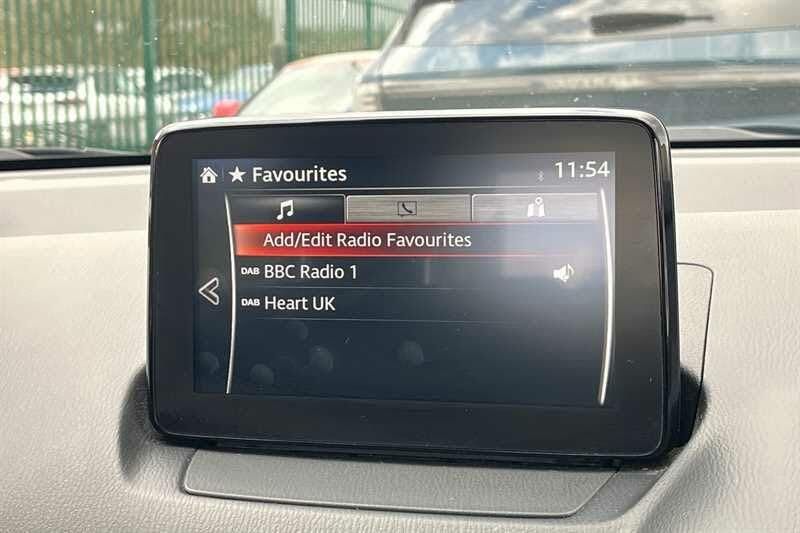 Favourites 11:54
Add/Edit Radio Favourites
DAB BBC Radio 1
DAB Heart UK